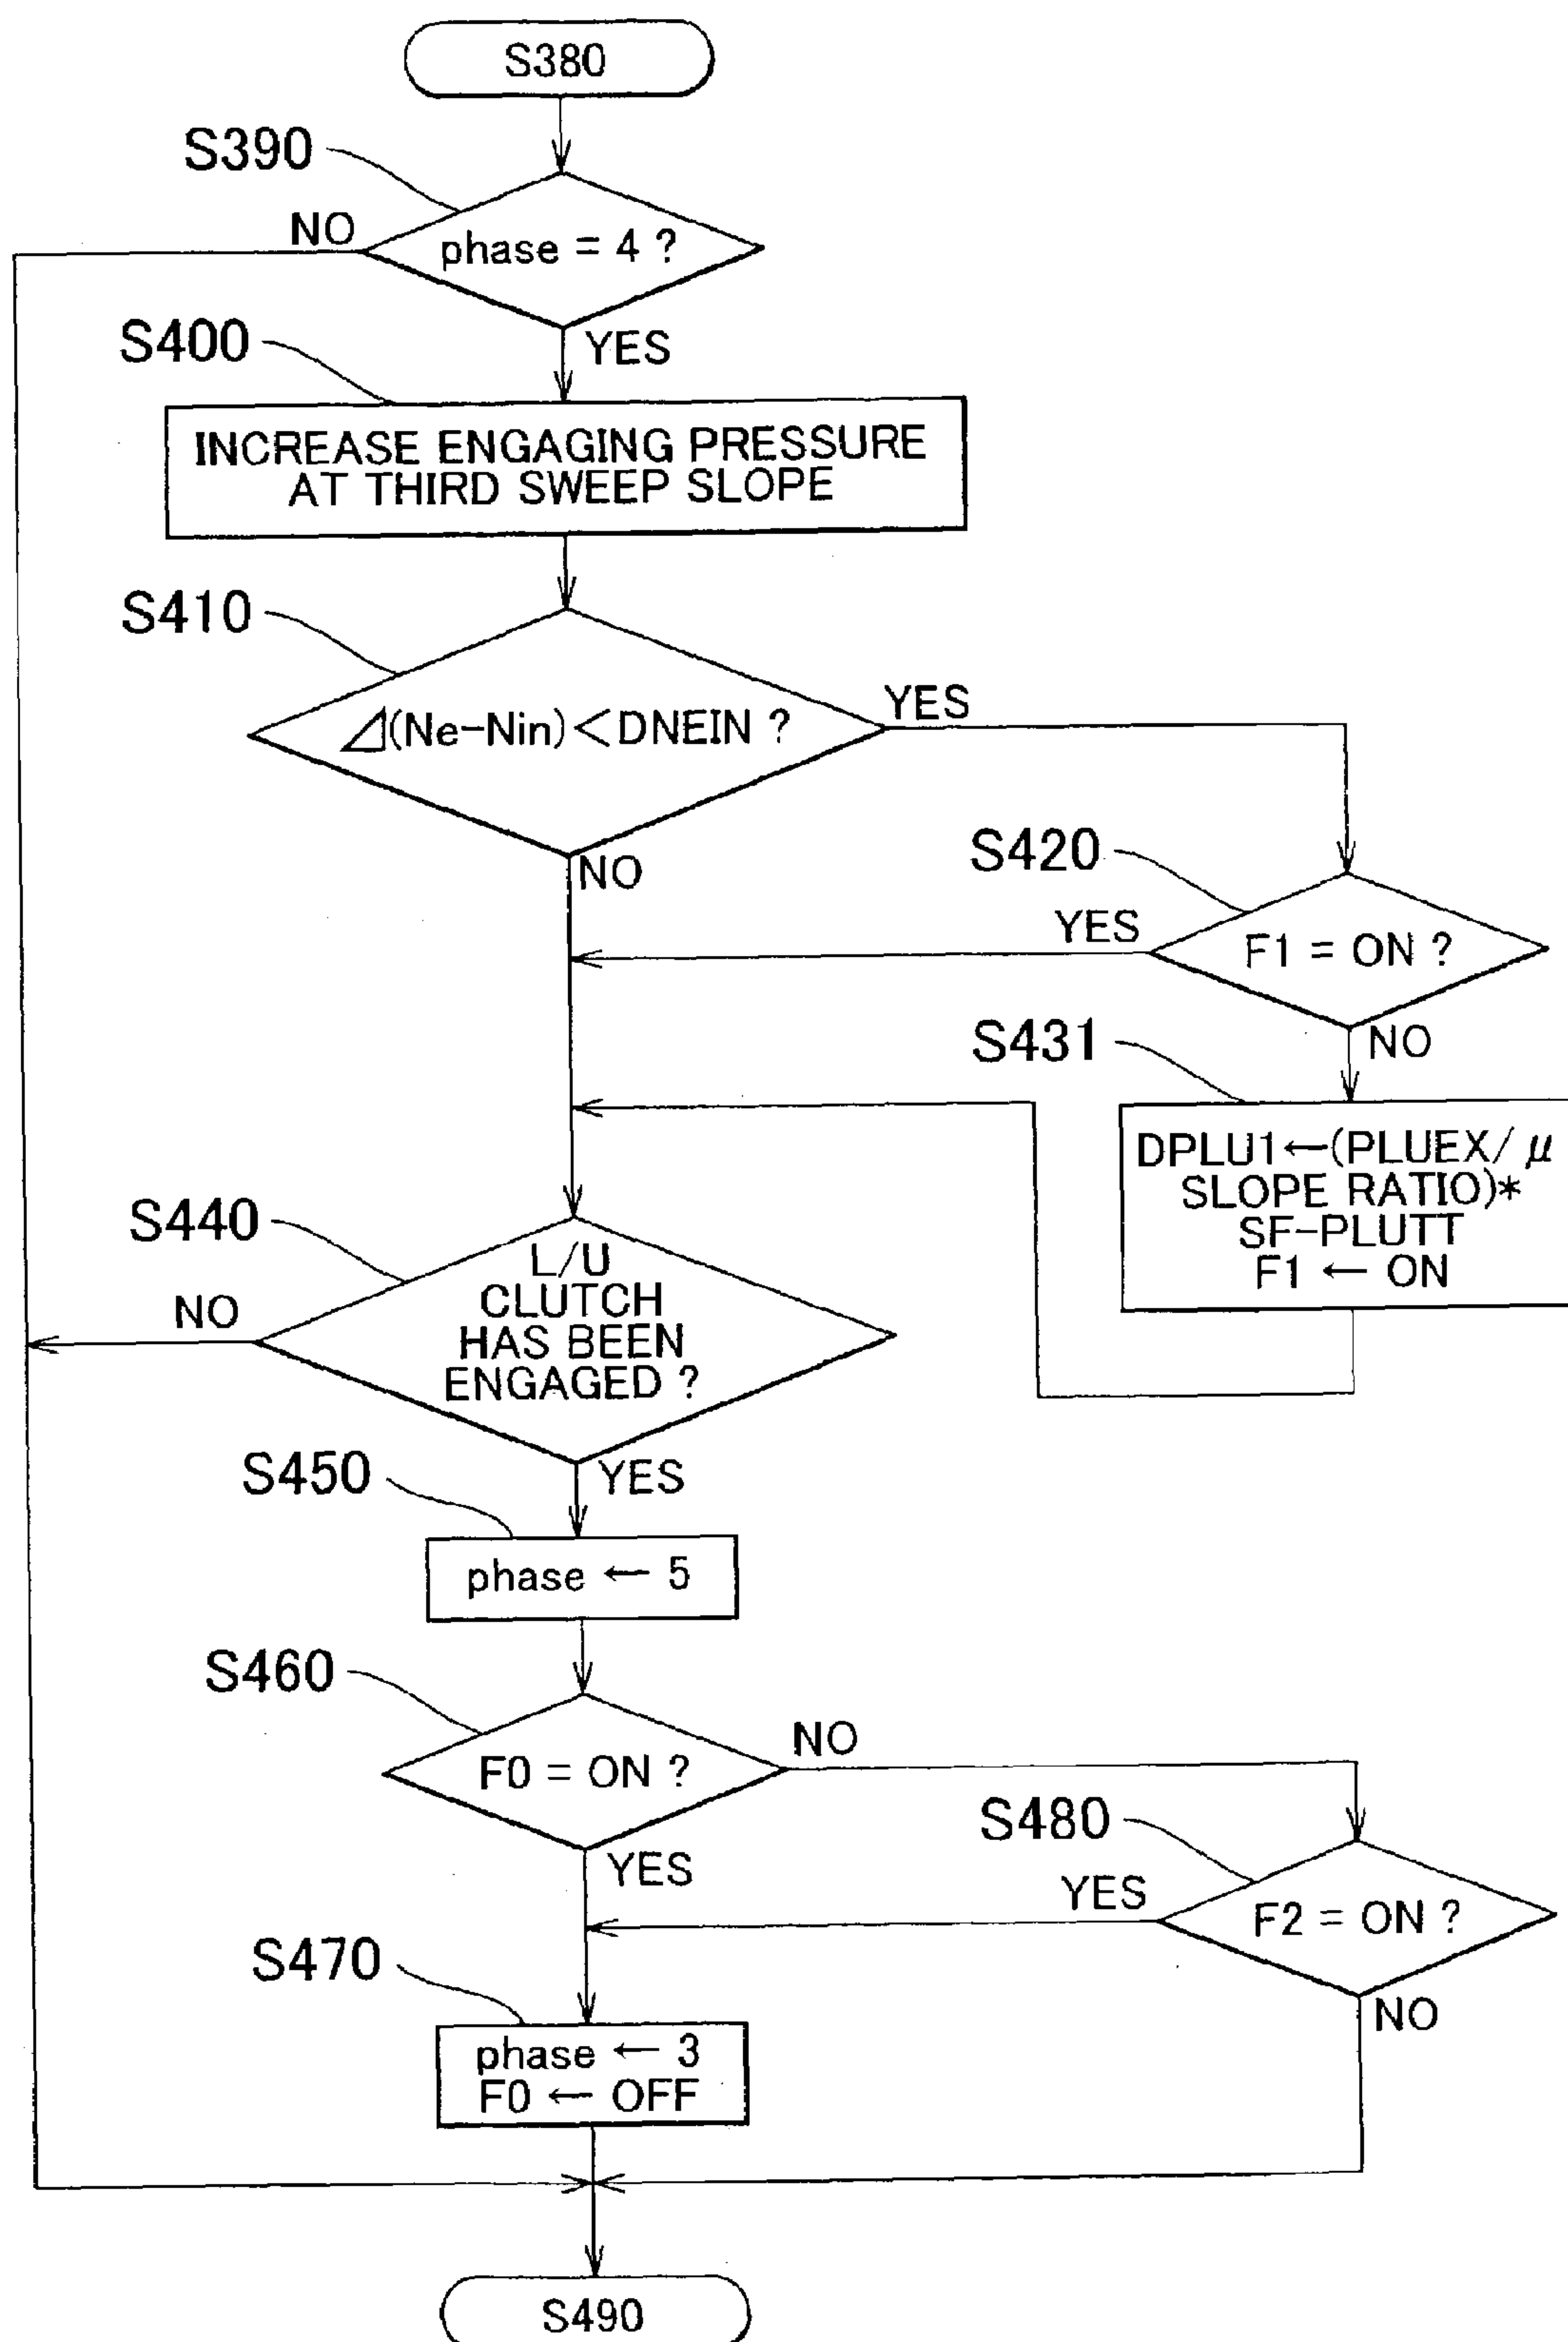 S380
S390
NO
phase = 4 ?
S400
YES
INCREASE ENGAGING PRESSURE
AT THIRD SWEEP SLOPE
S410
⊿(Ne-Nin)<DNEIN ?
YES
NO
S420
YES
F1 = ON ?
S431
NO
DPLU1←(PLUEX/ μ
SLOPE RATIO)*
SF-PLUTT
F1 ← ON
S440
NO
L/U
CLUTCH
HAS BEEN
ENGAGED ?
S450
YES
phase ← 5
S460
F0 = ON ?
NO
S480
YES
YES
F2 = ON ?
S470
NO
phase ← 3
F0 ← OFF
S490